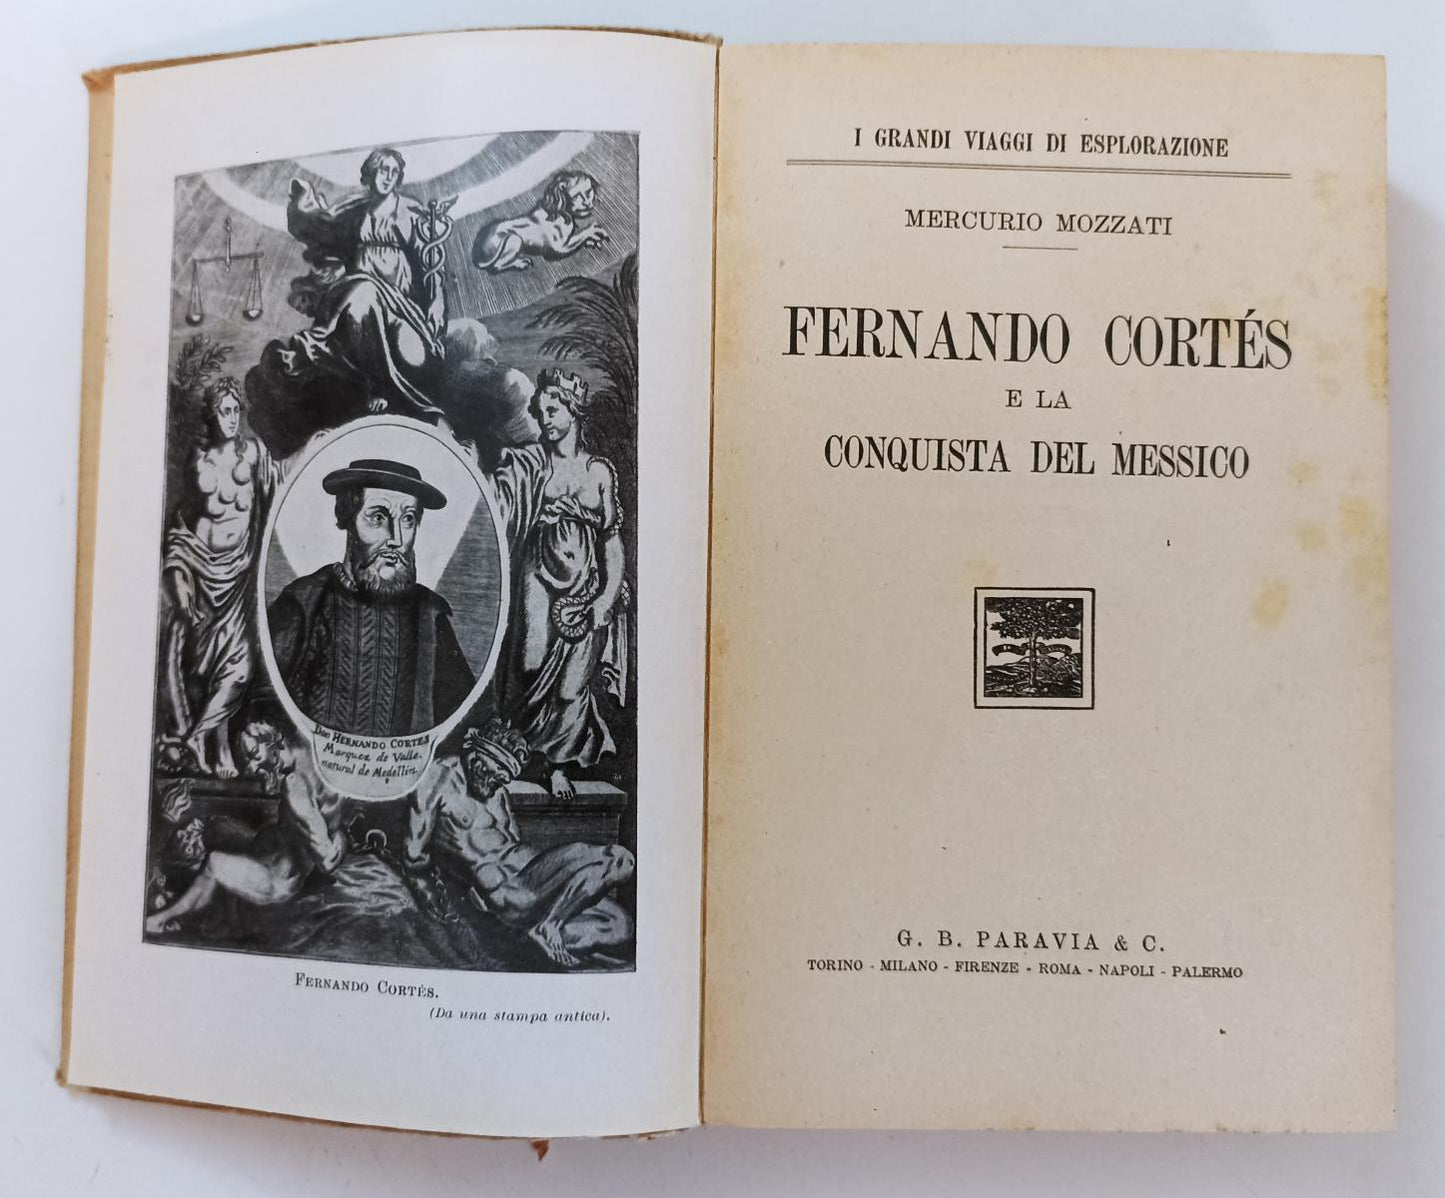 Don HERNANDO CORTES
Marquez de Valle.
natural de Medellin.
FERNANDO CORTÉS.
(Da una stampa antica).
I GRANDI VIAGGI DI ESPLORAZIONE
MERCURIO MOZZATI
FERNANDO CORTÉS
E LA
CONQUISTA DEL MESSICO
G. B. PARAVIA & C.
TORINO - MILANO - FIRENZE - ROMA - NAPOLI - PALERMO